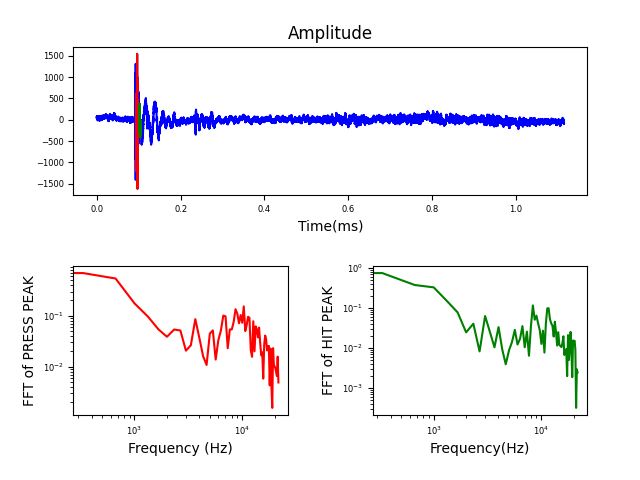 Amplitude
1500
1000
500
0
−500
−1000
−1500
0.0 0.2 0.4 0.6 0.8 1.0
Time(ms)
FFT of PRESS PEAK
10⁻¹
10⁻²
10³ 10⁴
Frequency (Hz)
FFT of HIT PEAK
10⁰
10⁻¹
10⁻²
10⁻³
10³ 10⁴
Frequency(Hz)